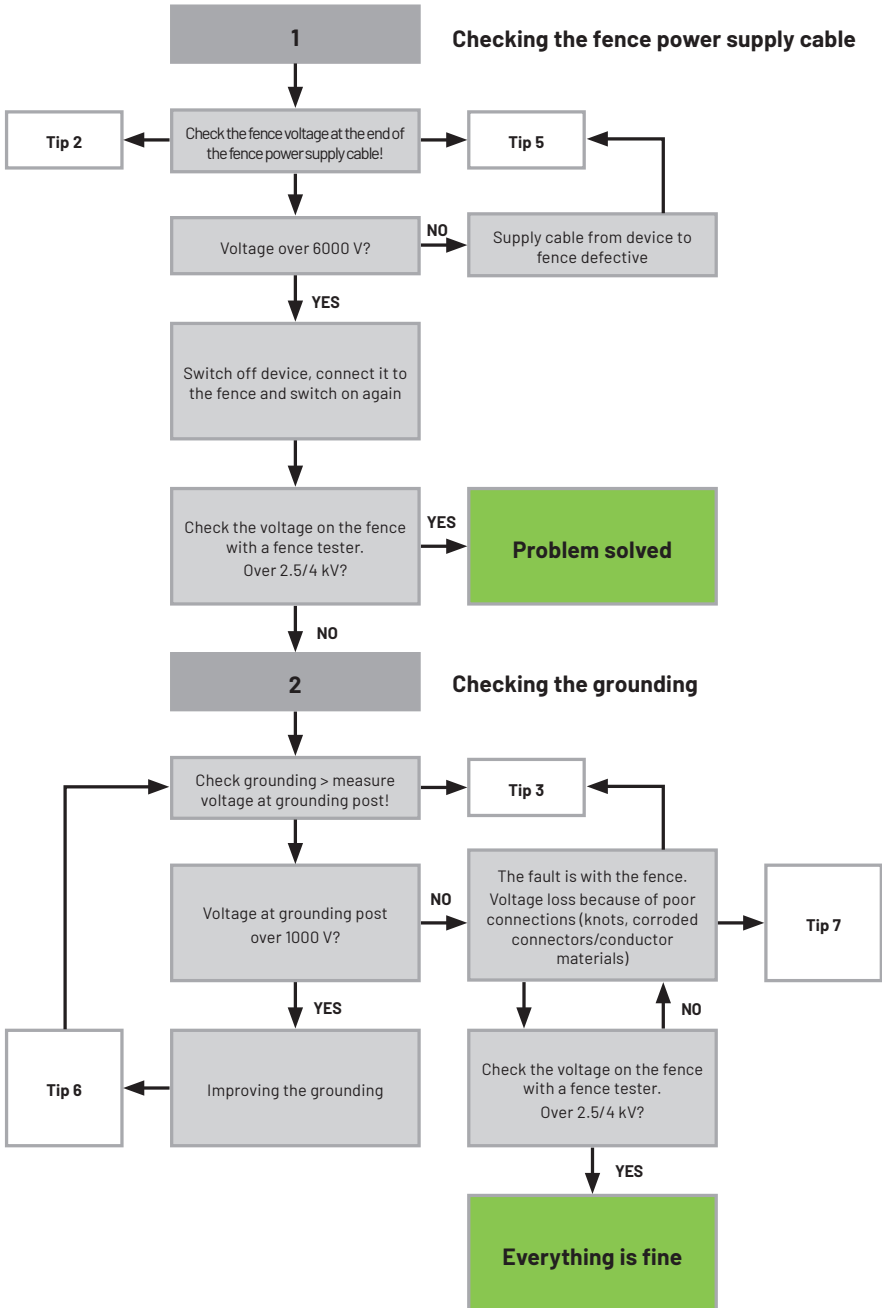 1
Checking the fence power supply cable
Tip 2
Check the fence voltage at the end of
the fence power supply cable!
Tip 5
Voltage over 6000 V?
NO
Supply cable from device to
fence defective
YES
Switch off device, connect it to
the fence and switch on again
Check the voltage on the fence
with a fence tester.
Over 2.5/4 kV?
YES
Problem solved
NO
2
Checking the grounding
Check grounding > measure
voltage at grounding post!
Tip 3
Voltage at grounding post
over 1000 V?
NO
The fault is with the fence.
Voltage loss because of poor
connections (knots, corroded
connectors/conductor
materials)
Tip 7
YES
NO
Tip 6
Improving the grounding
Check the voltage on the fence
with a fence tester.
Over 2.5/4 kV?
YES
Everything is fine